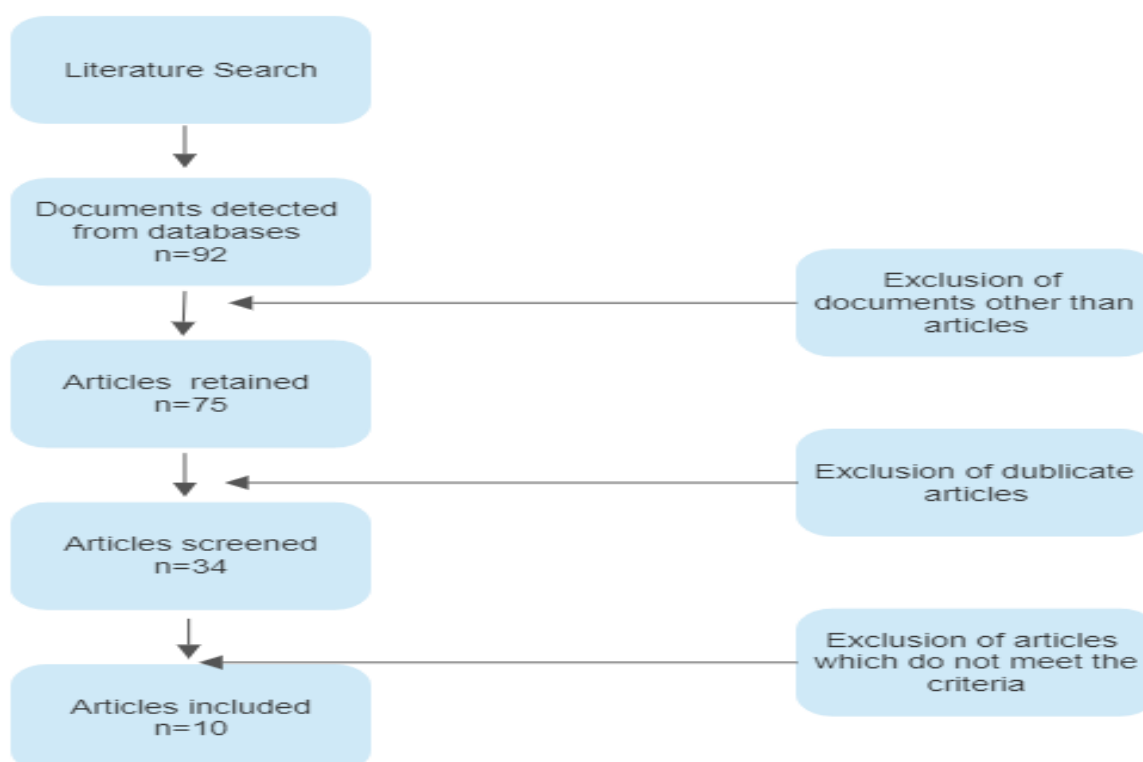 Literature Search
Documents detected
from databases
n=92
Exclusion of
documents other than
articles
Articles retained
n=75
Exclusion of dublicate
articles
Articles screened
n=34
Exclusion of articles
which do not meet the
criteria
Articles included
n=10